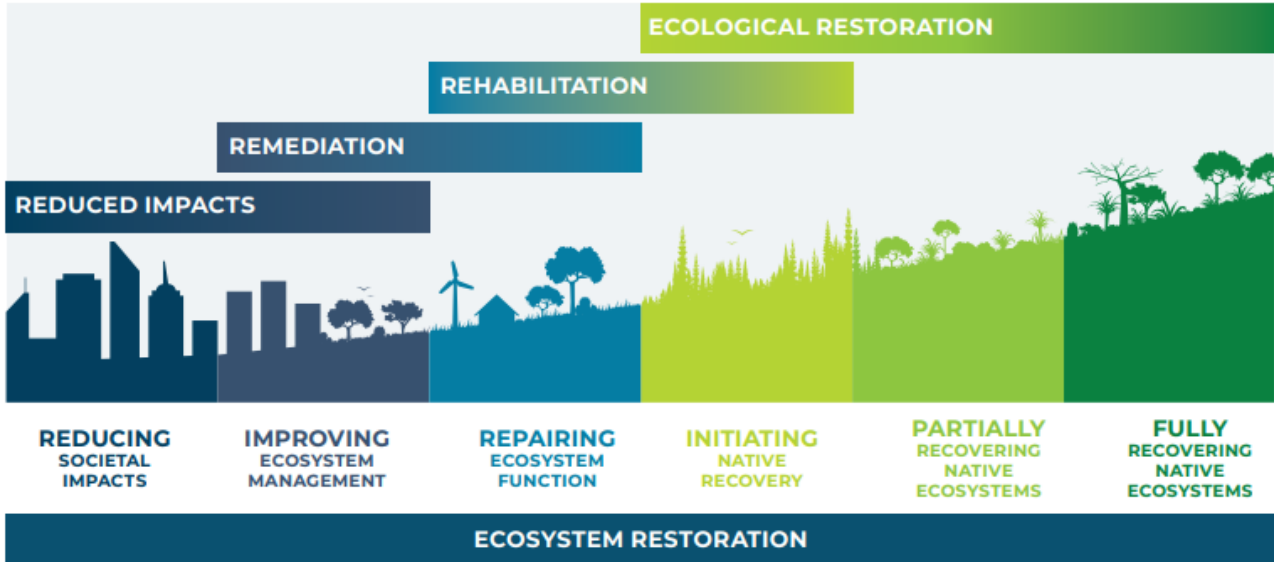 ECOLOGICAL RESTORATION
REHABILITATION
REMEDIATION
REDUCED IMPACTS
REDUCING
SOCIETAL
IMPACTS
IMPROVING
ECOSYSTEM
MANAGEMENT
REPAIRING
ECOSYSTEM
FUNCTION
INITIATING
NATIVE
RECOVERY
PARTIALLY
RECOVERING
NATIVE
ECOSYSTEMS
FULLY
RECOVERING
NATIVE
ECOSYSTEMS
ECOSYSTEM RESTORATION